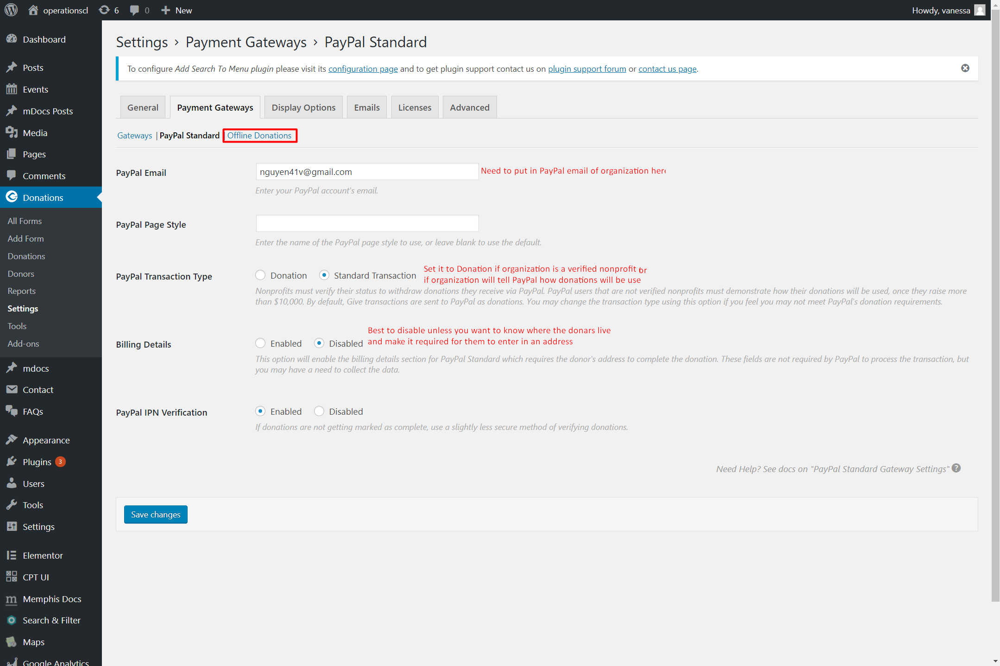 operationscl 6 0 New Howdy, vanessa
Dashboard
Posts
Events
mDocs Posts
Media
Pages
Comments
Donations
All Forms
Add Form
Donations
Donors
Reports
Settings
Tools
Add-ons
mdocs
Contact
FAQs
Appearance
Plugins 3
Users
Tools
Settings
Elementor
CPT UI
m Memphis Docs
Search & Filter
Maps
Google Analytics
Settings › Payment Gateways › PayPal Standard
To configure Add Search To Menu plugin please visit its configuration page and to get plugin support contact us on plugin support forum or contact us page.
General Payment Gateways Display Options Emails Licenses Advanced
Gateways | PayPal Standard Offline Donations
PayPal Email nguyen41v@gmail.com Need to put in PayPal email of organization here
Enter your PayPal account's email.
PayPal Page Style
Enter the name of the PayPal page style to use, or leave blank to use the default.
Set it to Donation if organization is a verified nonprofit or
PayPal Transaction Type Donation Standard Transaction
if organization will tell PayPal how donations will be use
Nonprofits must verify their status to withdraw donations they receive via PayPal. PayPal users that are not verified nonprofits must demonstrate how their donations will be used, once they raise more
than $10,000. By default, Give transactions are sent to PayPal as donations. You may change the transaction type using this option if you feel you may not meet PayPal's donation requirements.
Best to disable unless you want to know where the donars live
Billing Details Enabled Disabled
and make it required for them to enter in an address
This option will enable the billing details section for PayPal Standard which requires the donor's address to complete the donation. These fields are not required by PayPal to process the transaction, but
you may have a need to collect the data.
PayPal IPN Verification Enabled Disabled
If donations are not getting marked as complete, use a slightly less secure method of verifying donations.
Need Help? See docs on "PayPal Standard Gateway Settings" ?
Save changes